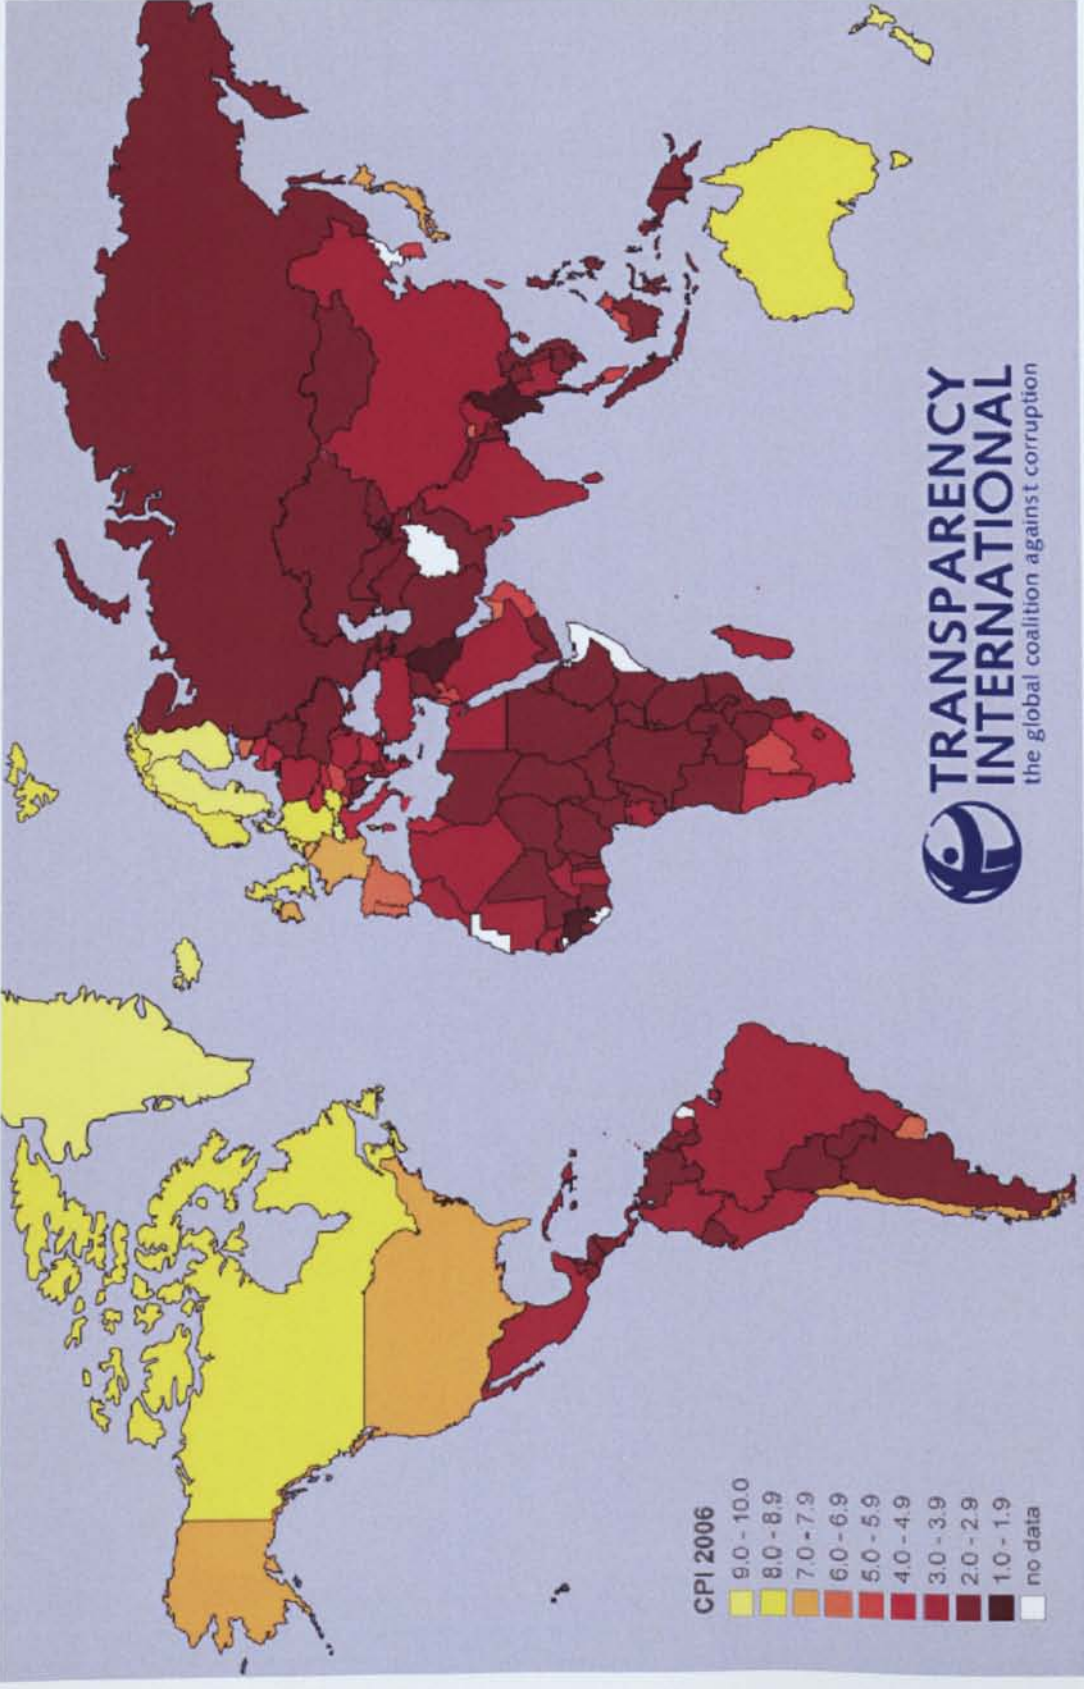 CPI 2006
9.0 - 10.0
8.0 - 8.9
7.0 - 7.9
6.0 - 6.9
5.0 - 5.9
4.0 - 4.9
3.0 - 3.9
2.0 - 2.9
1.0 - 1.9
no data
TRANSPARENCY
INTERNATIONAL
the global coalition against corruption